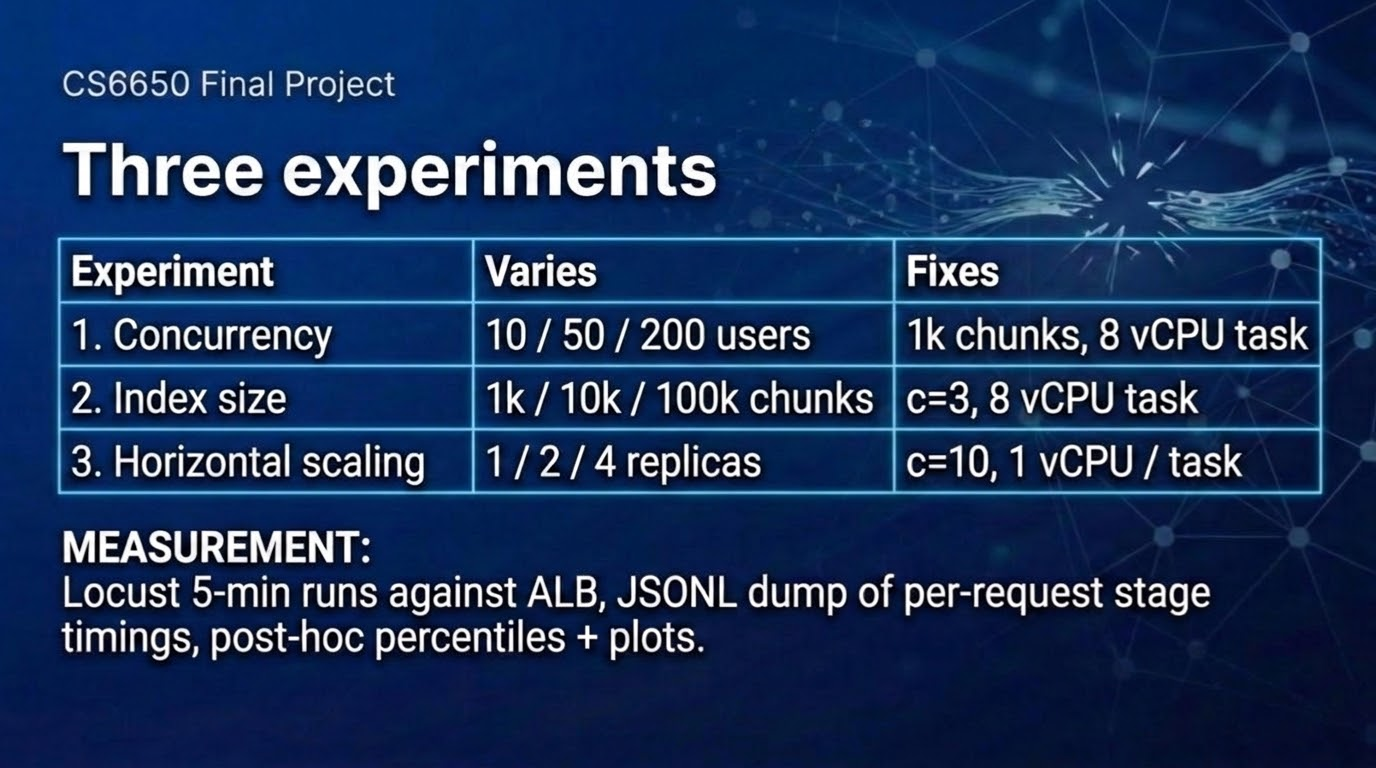 CS6650 Final Project
Three experiments
Experiment Varies Fixes
1. Concurrency 10 / 50 / 200 users 1k chunks, 8 vCPU task
2. Index size 1k / 10k / 100k chunks c=3, 8 vCPU task
3. Horizontal scaling 1 / 2 / 4 replicas c=10, 1 vCPU / task
MEASUREMENT:
Locust 5-min runs against ALB, JSONL dump of per-request stage
timings, post-hoc percentiles + plots.